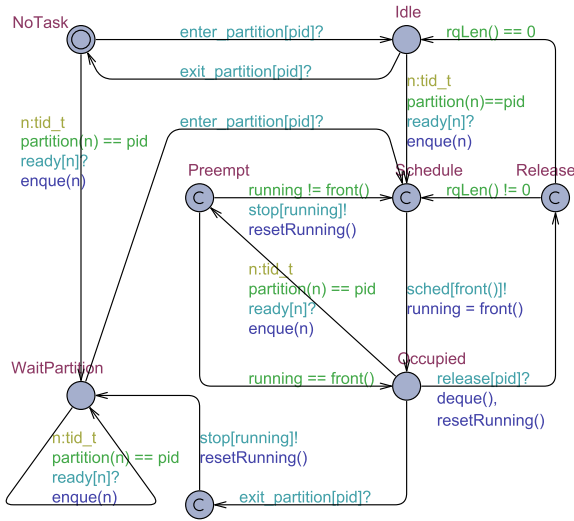 NoTask
Idle
enter_partition[pid]?
rqLen() == 0
exit_partition[pid]?
n:tid_t
partition(n)==pid
ready[n]?
enque(n)
n:tid_t
partition(n) == pid
ready[n]?
enque(n)
enter_partition[pid]?
Preempt
Schedule
Release
running != front()
stop[running]!
resetRunning()
rqLen() != 0
C
C
C
n:tid_t
partition(n) == pid
ready[n]?
enque(n)
sched[front()]!
running = front()
WaitPartition
Occupied
running == front()
release[pid]?
deque(),
resetRunning()
n:tid_t
partition(n) == pid
ready[n]?
enque(n)
stop[running]!
resetRunning()
C
exit_partition[pid]?